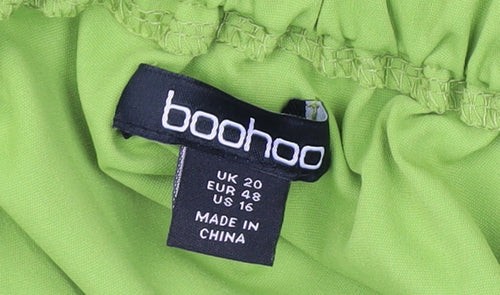 boohoo
UK 20
EUR 48
US 16
MADE IN
CHINA